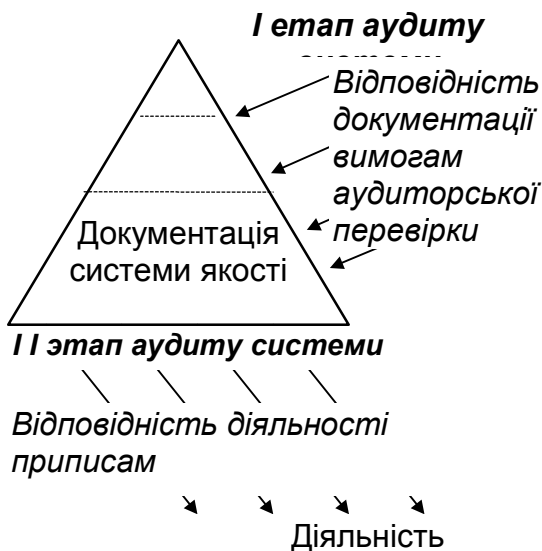 І етап аудиту
Відповідність
документації
вимогам
аудиторської
перевірки
Документація
системи якості
І І этап аудиту системи
Відповідність діяльності
приписам
Діяльність